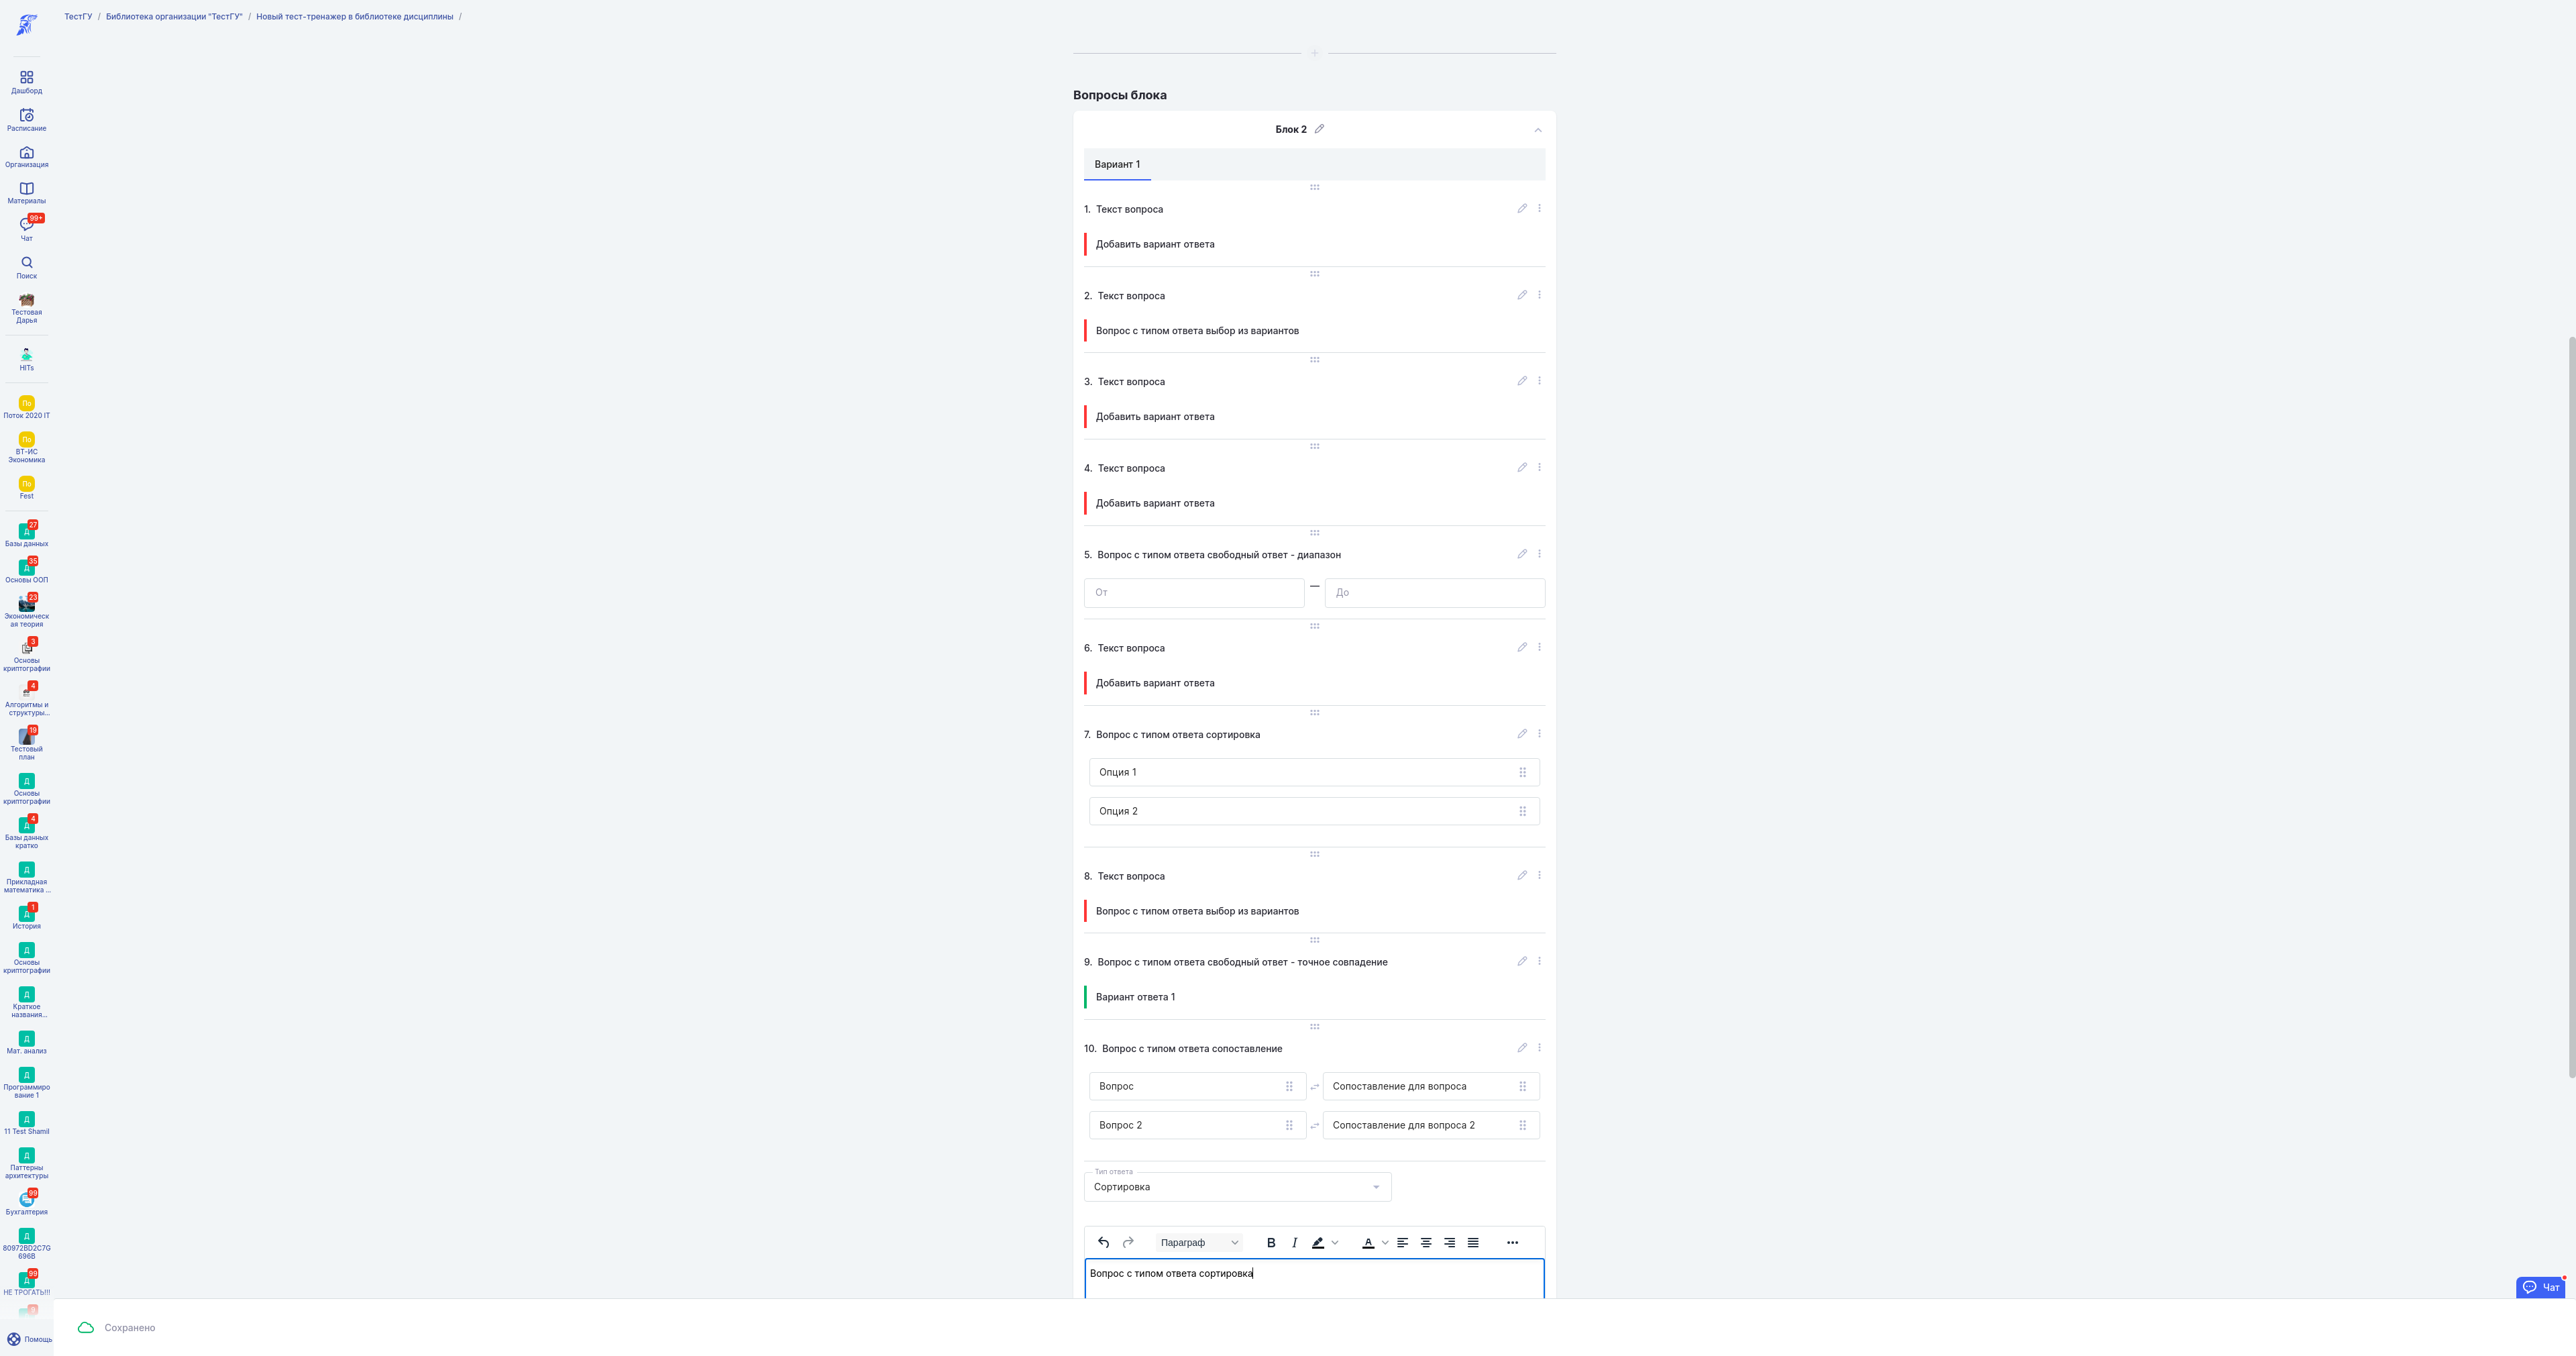 ТестГУ / Библиотека организации "ТестГУ" / Новый тест-тренажер в библиотеке дисциплины /
Дашборд
Расписание
Организация
Материалы
99+
Чат
Поиск
Тестовая
Дарья
HITs
По
Поток 2020 IT
По
ВТ-ИС
Экономика
По
Fest
27
Д
Базы данных
35
Д
Основы ООП
23
Экономическ
ая теория
3
Основы
криптографии
4
Алгоритмы и
структуры...
19
Тестовый
план
Д
Основы
криптографии
4
Д
Базы данных
кратко
Д
Прикладная
математика ...
1
Д
История
Д
Основы
криптографии
Д
Краткое
названия...
Д
Мат. анализ
Д
Программиро
вание 1
Д
11 Test Shamil
Д
Паттерны
архитектуры
99
Бухгалтерия
Д
80972BD2C7G
696B
99
Д
НЕ ТРОГАТЬ!!!
Помощь
Вопросы блока
Блок 2
Вариант 1
1. Текст вопроса
Добавить вариант ответа
2. Текст вопроса
Вопрос с типом ответа выбор из вариантов
3. Текст вопроса
Добавить вариант ответа
4. Текст вопроса
Добавить вариант ответа
5. Вопрос с типом ответа свободный ответ - диапазон
От — До
6. Текст вопроса
Добавить вариант ответа
7. Вопрос с типом ответа сортировка
Опция 1
Опция 2
8. Текст вопроса
Вопрос с типом ответа выбор из вариантов
9. Вопрос с типом ответа свободный ответ - точное совпадение
Вариант ответа 1
10. Вопрос с типом ответа сопоставление
Вопрос Сопоставление для вопроса
Вопрос 2 Сопоставление для вопроса 2
Тип ответа
Сортировка
Параграф B I A
Вопрос с типом ответа сортировка
Чат
Сохранено